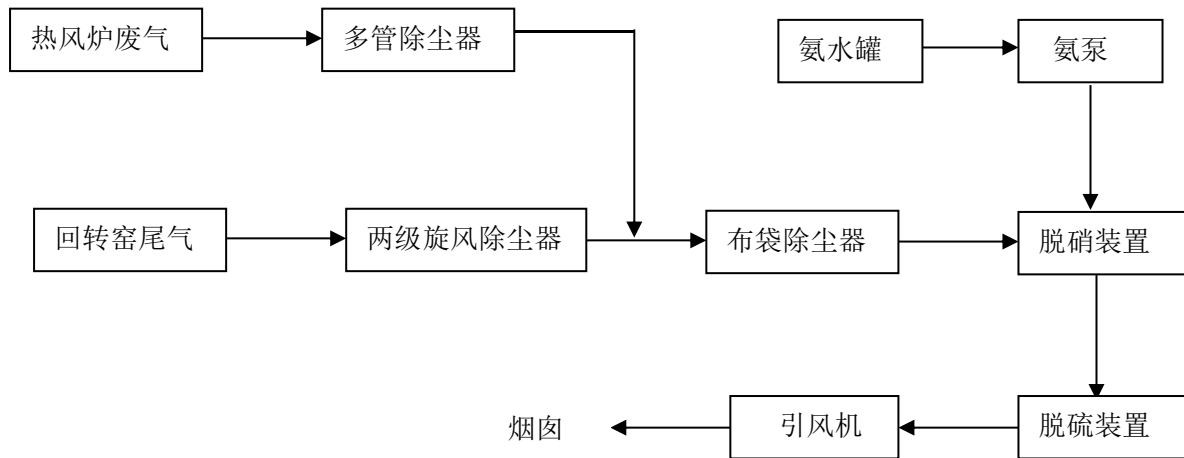 热风炉废气
多管除尘器
氨水罐
氨泵
回转窑尾气
两级旋风除尘器
布袋除尘器
脱硝装置
烟囱
引风机
脱硫装置